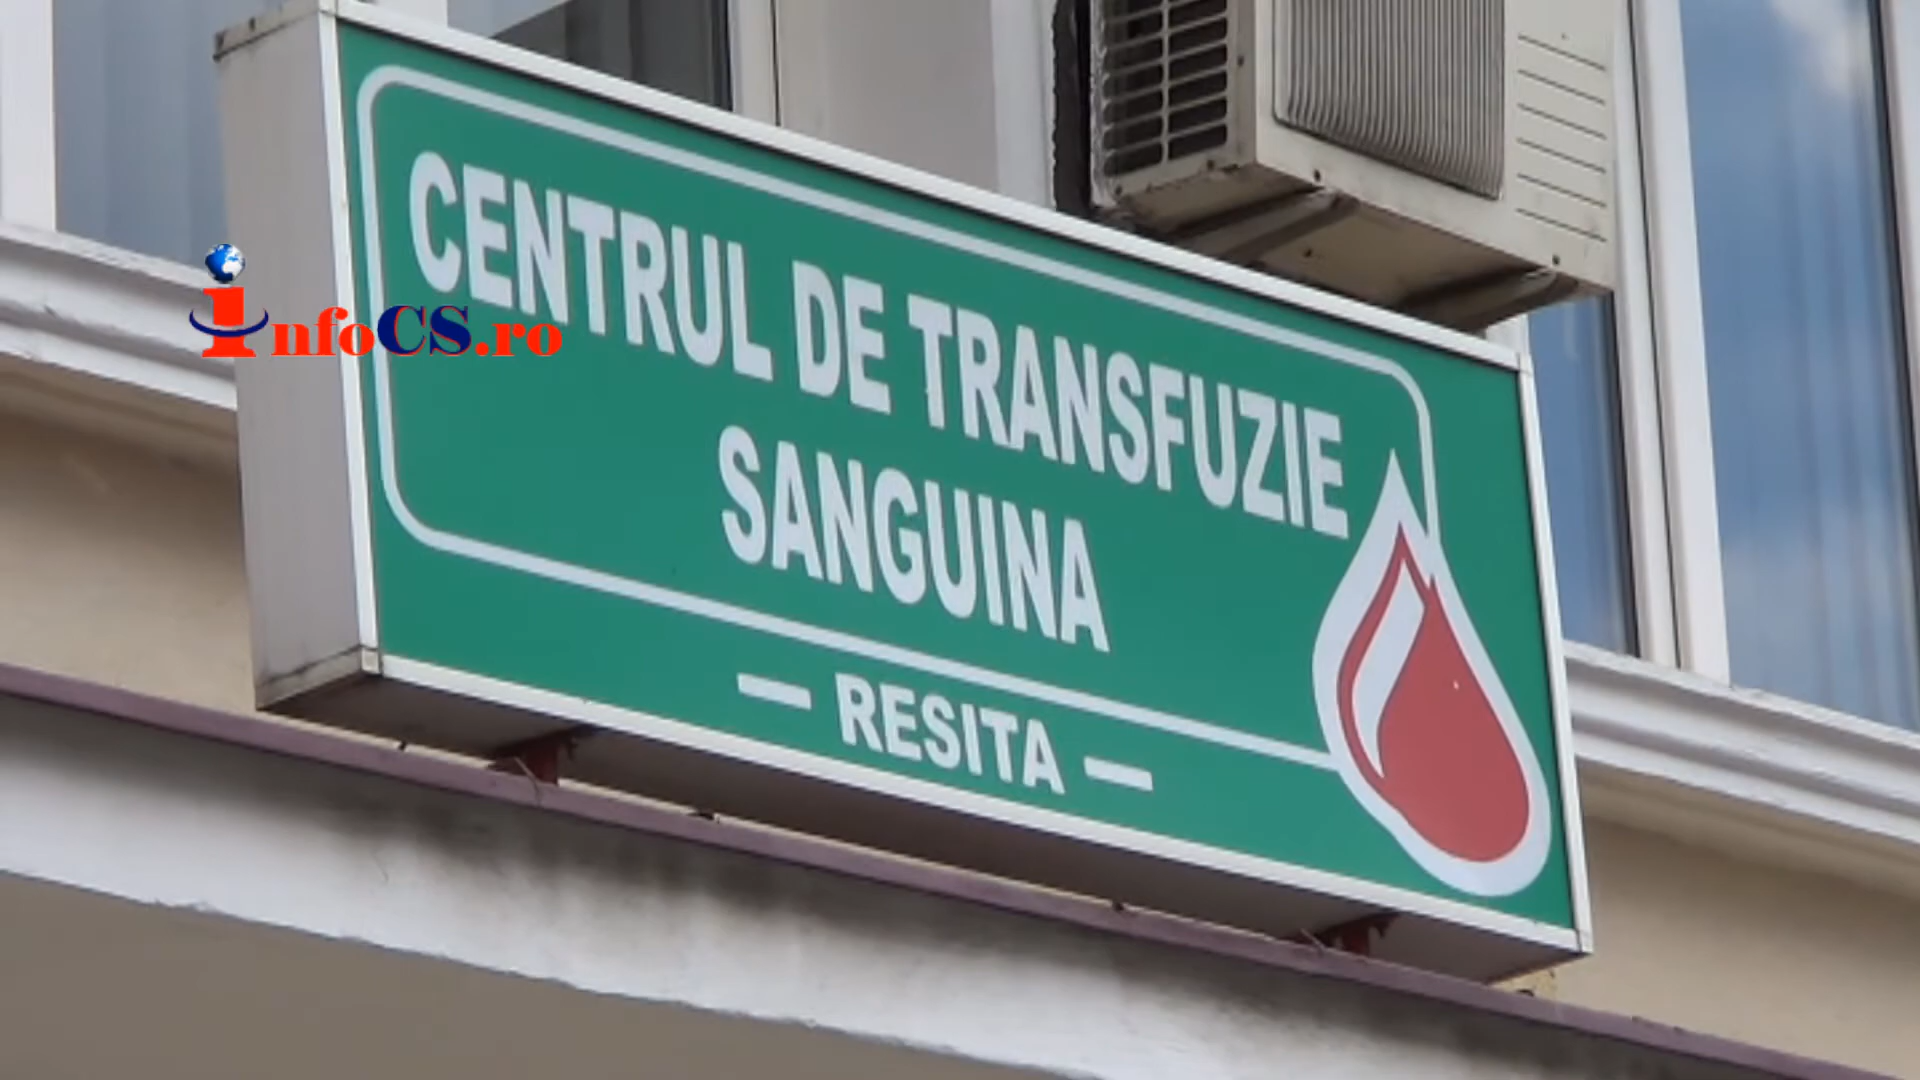 CENTRUL DE TRANSFUZIE
SANGUINA
— RESITA —
infoCS.ro